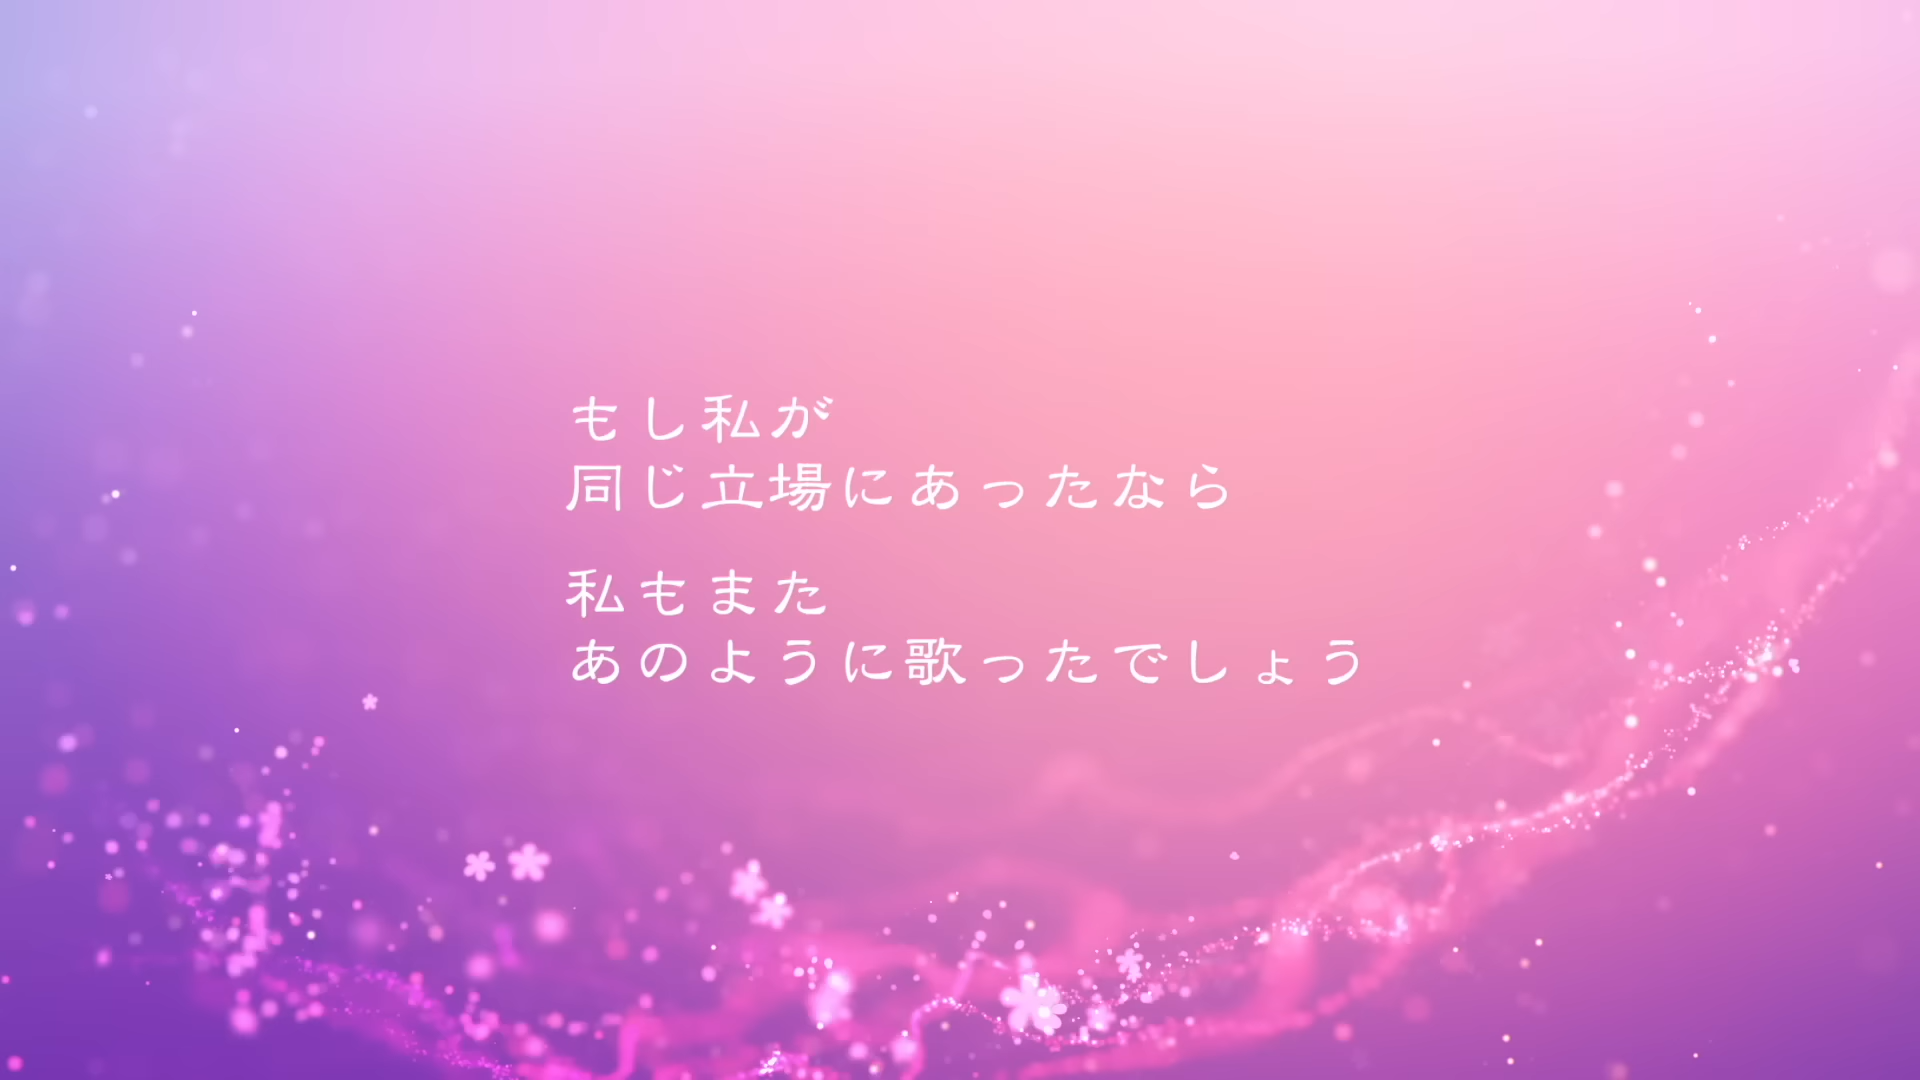 もし私が
同じ立場にあったなら
私もまた
あのように歌ったでしょう